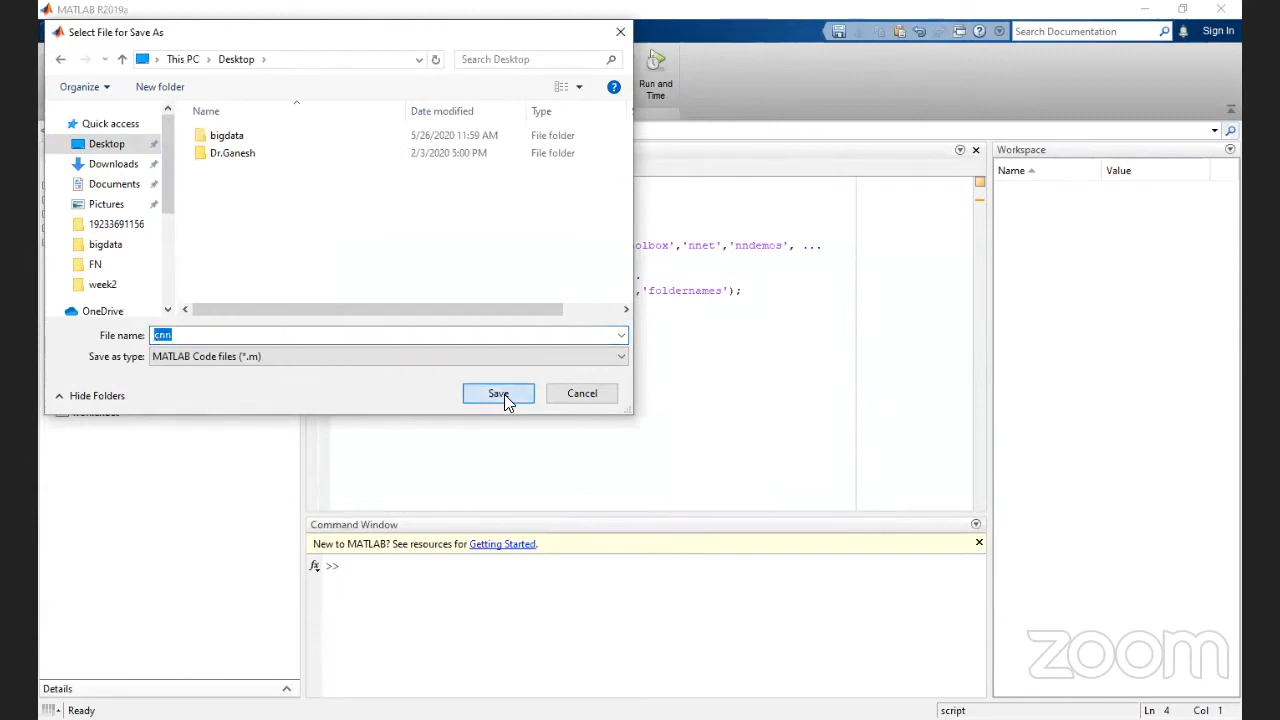 MATLAB R2019a
Select File for Save As
Search Documentation
Sign In
This PC
Desktop
Search Desktop
Organize
New folder
Run and
Time
Name
Date modified
Type
Quick access
Desktop
bigdata
5/26/2020 11:59 AM
File folder
Dr.Ganesh
2/3/2020 5:00 PM
File folder
Downloads
Documents
Pictures
19233691156
bigdata
FN
week2
OneDrive
Workspace
Name
Value
olbox','nnet','nndemos', ...
.
,'foldernames');
File name:
cnn
Save as type:
MATLAB Code files (*.m)
Hide Folders
Save
Cancel
Command Window
New to MATLAB? See resources for Getting Started.
fx >>
zoom
Details
Ready
script
Ln 4 Col 1